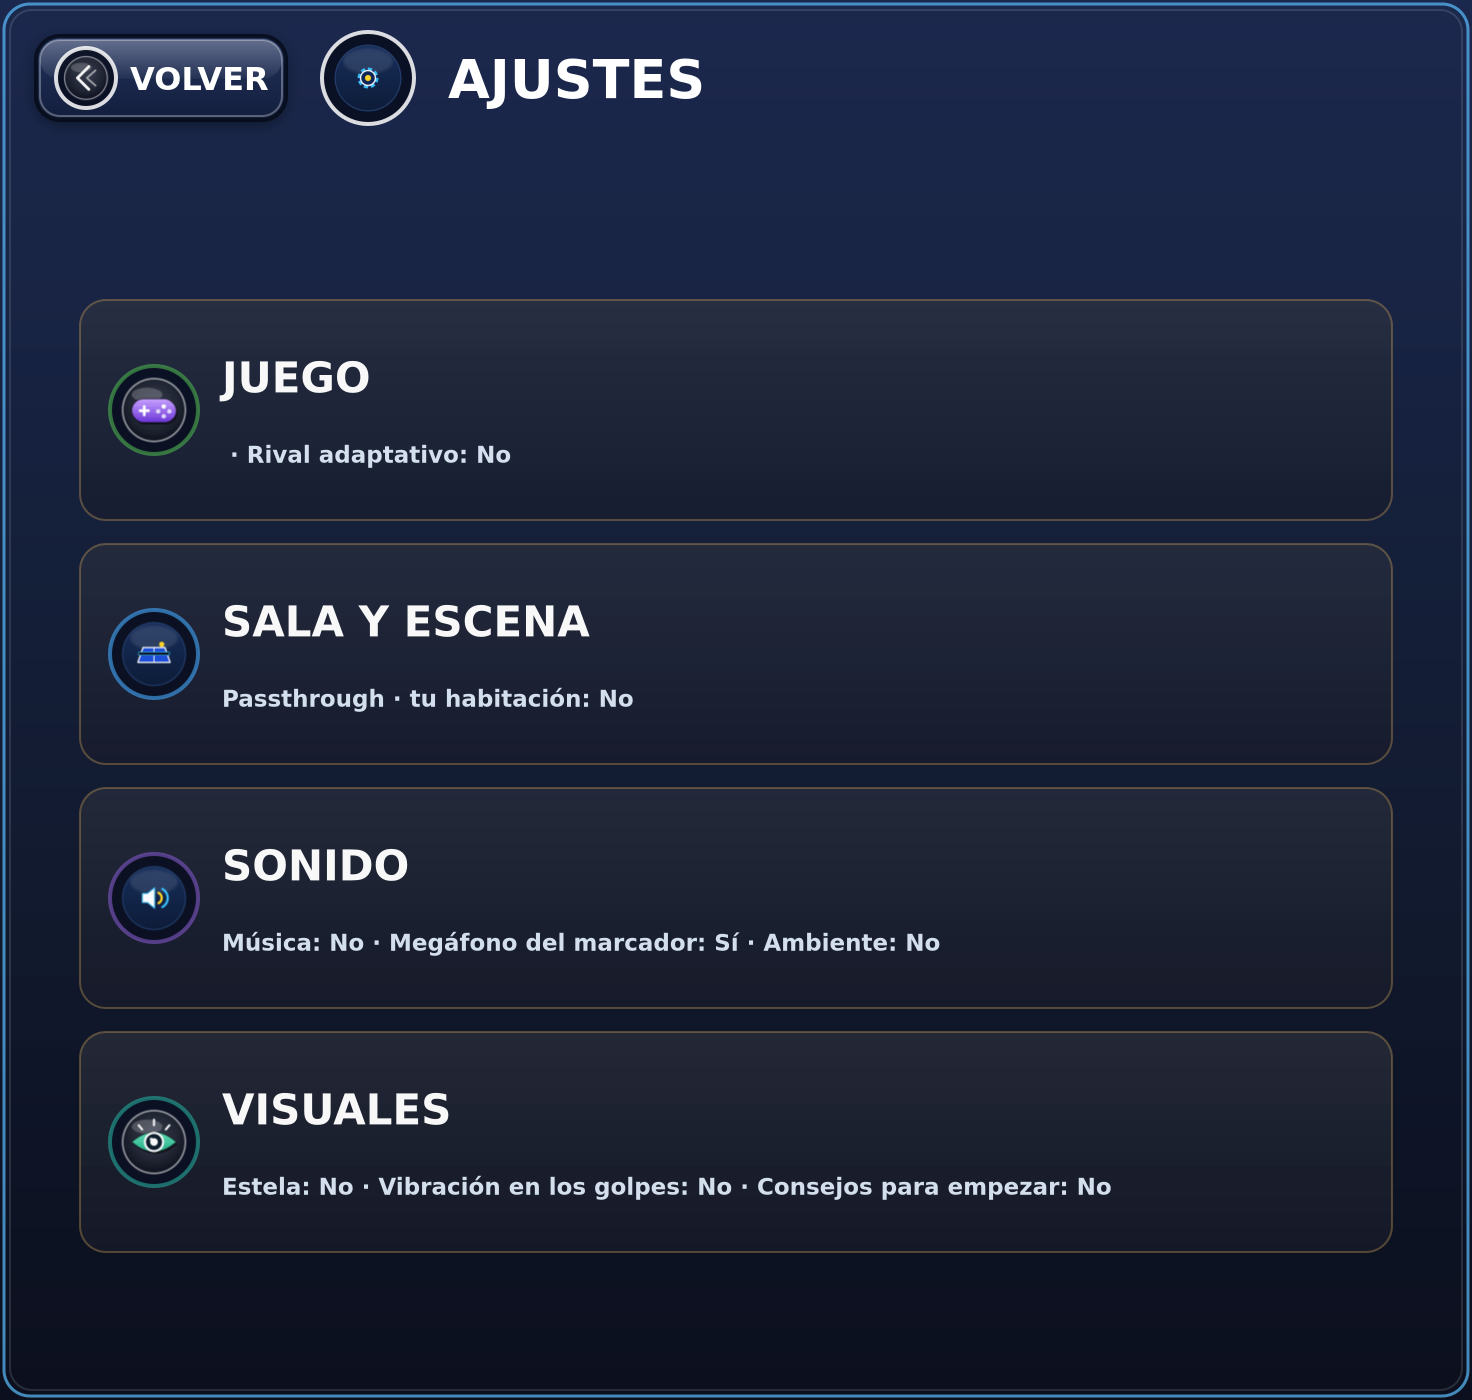 VOLVER
AJUSTES
JUEGO
· Rival adaptativo: No
SALA Y ESCENA
Passthrough · tu habitación: No
SONIDO
Música: No · Megáfono del marcador: Sí · Ambiente: No
VISUALES
Estela: No · Vibración en los golpes: No · Consejos para empezar: No